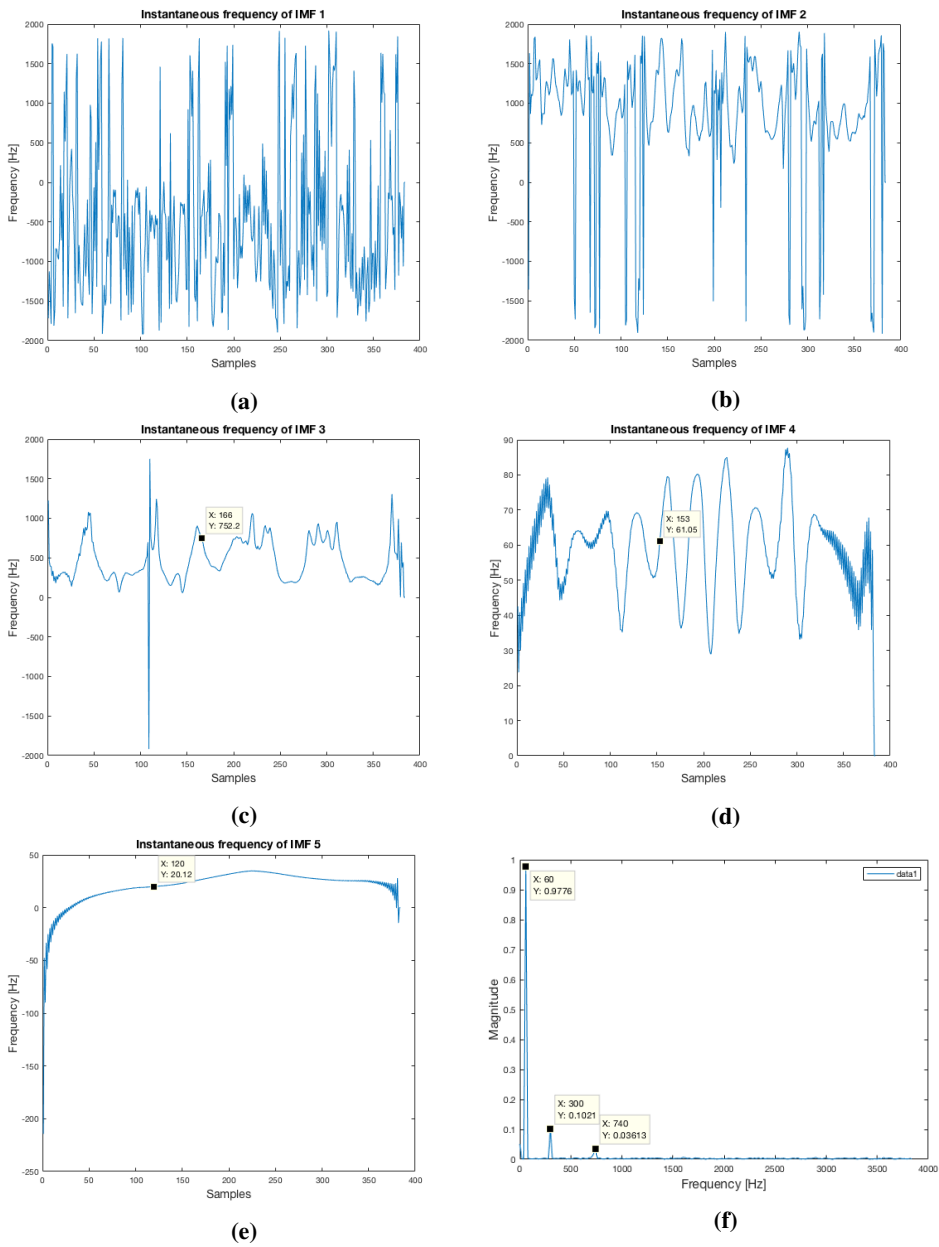 Instantaneous frequency of IMF 1
2000
1500
1000
500
0
-500
-1000
-1500
-2000
Frequency [Hz]
0 50 100 150 200 250 300 350 400
Samples
(a)
Instantaneous frequency of IMF 2
2000
1500
1000
500
0
-500
-1000
-1500
-2000
Frequency [Hz]
0 50 100 150 200 250 300 350 400
Samples
(b)
Instantaneous frequency of IMF 3
2000
1500
1000
500
0
-500
-1000
-1500
-2000
Frequency [Hz]
X: 166
Y: 752.2
0 50 100 150 200 250 300 350 400
Samples
(c)
Instantaneous frequency of IMF 4
90
80
70
60
50
40
30
20
10
0
Frequency [Hz]
X: 153
Y: 61.05
0 50 100 150 200 250 300 350 400
Samples
(d)
Instantaneous frequency of IMF 5
50
0
-50
-100
-150
-200
-250
Frequency [Hz]
X: 120
Y: 20.12
0 50 100 150 200 250 300 350 400
Samples
(e)
1
0.9
0.8
0.7
0.6
0.5
0.4
0.3
0.2
0.1
0
Magnitude
X: 60
Y: 0.9776
data1
X: 300
Y: 0.1021
X: 740
Y: 0.03613
0 500 1000 1500 2000 2500 3000 3500 4000
Frequency [Hz]
(f)